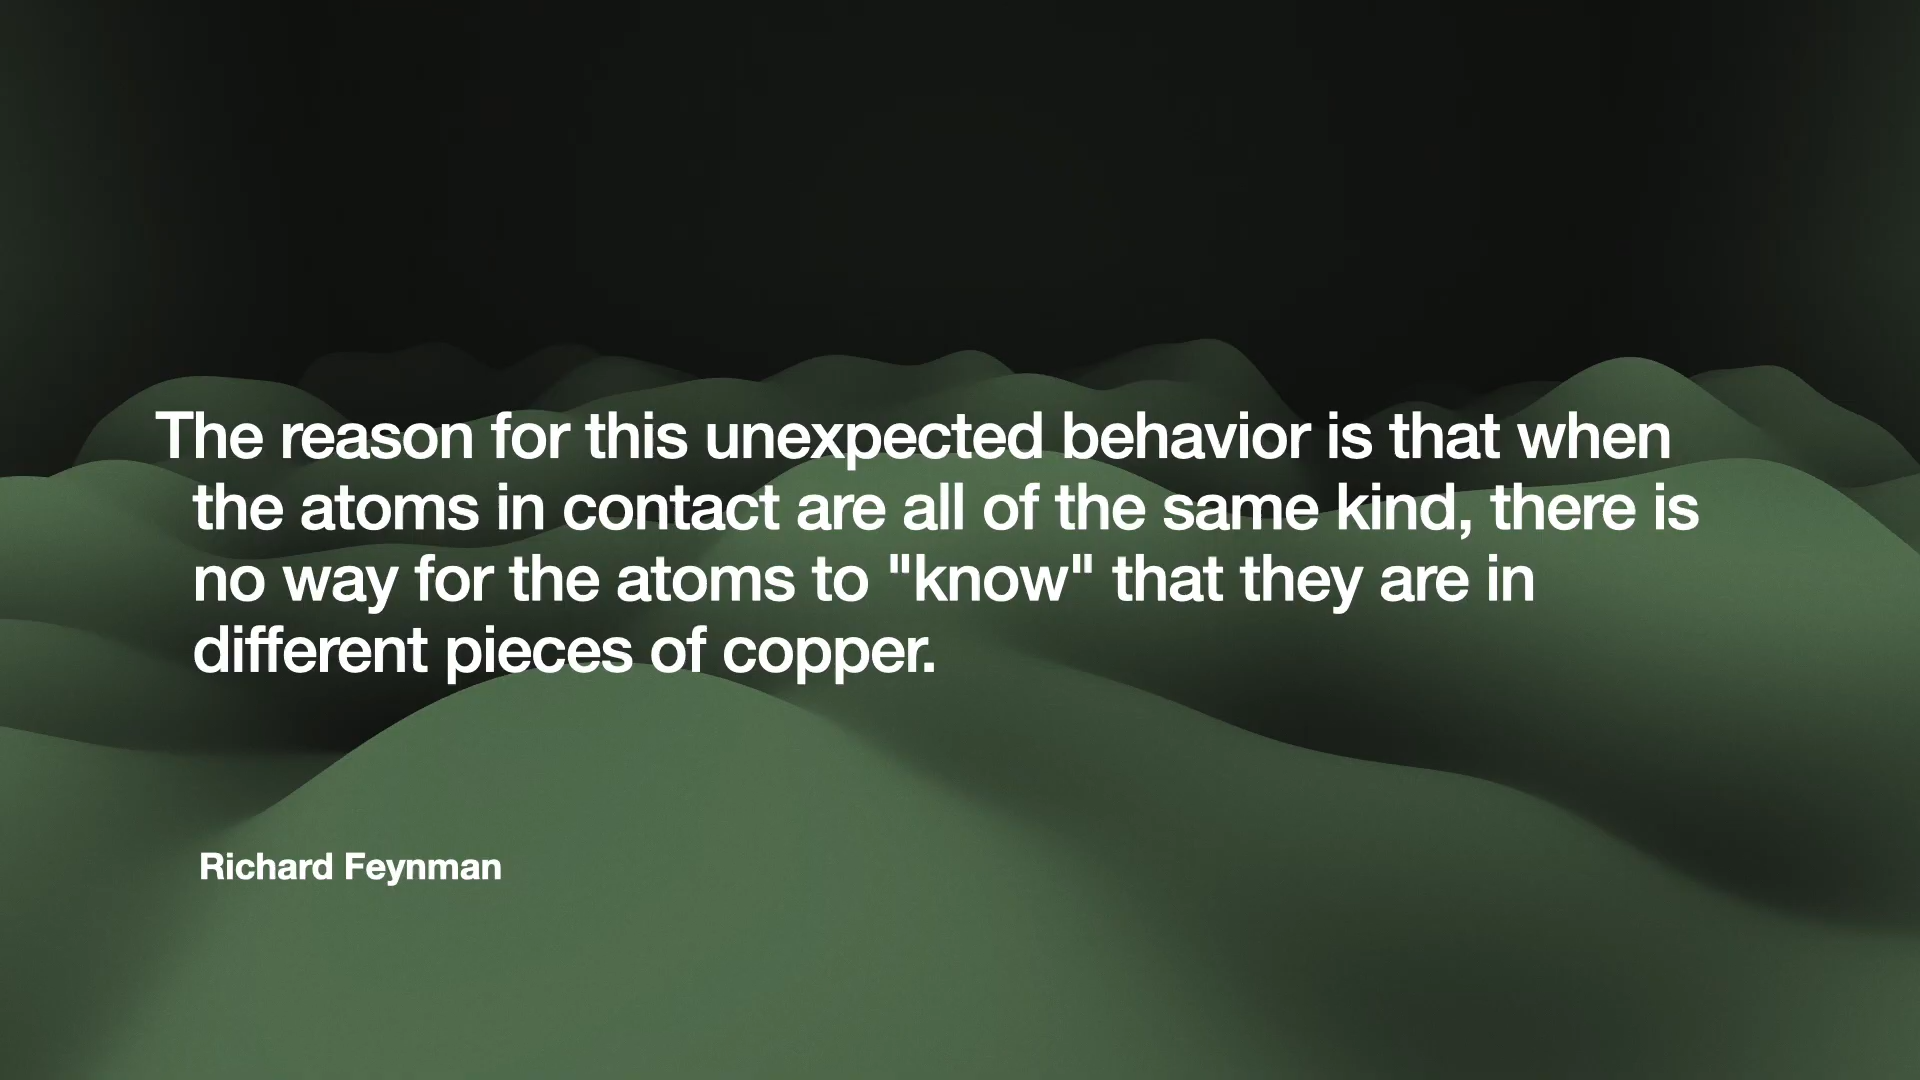 The reason for this unexpected behavior is that when
the atoms in contact are all of the same kind, there is
no way for the atoms to "know" that they are in
different pieces of copper.
Richard Feynman